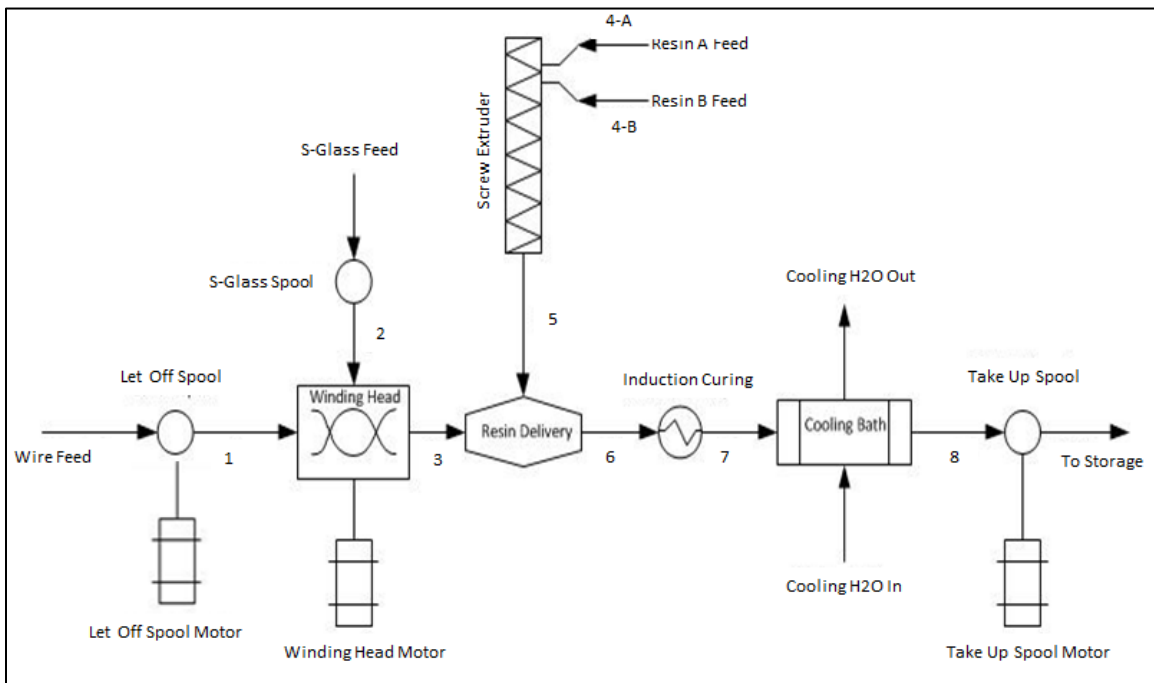 4-A
Resin A Feed
Resin B Feed
4-B
Screw Extruder
S-Glass Feed
S-Glass Spool
2
5
Cooling H2O Out
Let Off Spool
Winding Head
Induction Curing
Take Up Spool
Resin Delivery
Cooling Bath
Wire Feed
1
3
6
7
8
To Storage
Cooling H2O In
Let Off Spool Motor
Winding Head Motor
Take Up Spool Motor